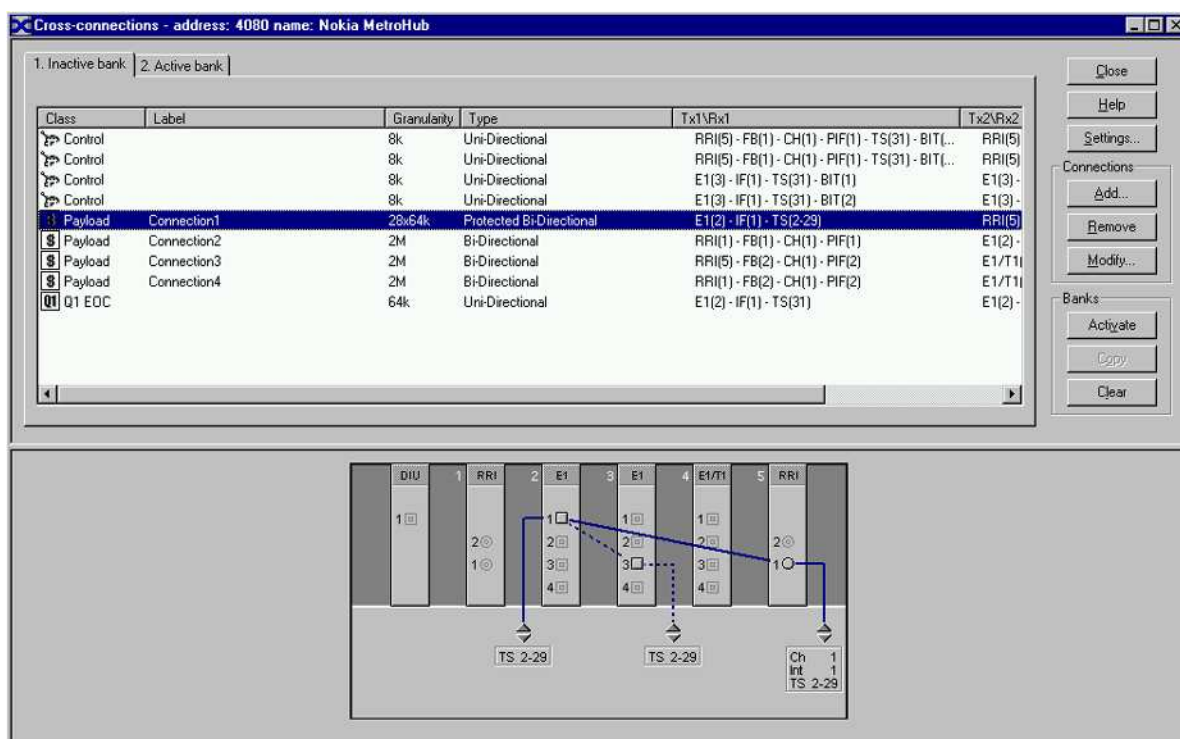 Cross-connections - address: 4080 name: Nokia MetroHub
1. Inactive bank 2. Active bank
Class Label Granularity Type Tx1\Rx1 Tx2\Rx2
Control 8k Uni-Directional RRI(5) - FB(1) - CH(1) - PIF(1) - TS(31) - BIT(... RRI(5)
Control 8k Uni-Directional RRI(5) - FB(1) - CH(1) - PIF(1) - TS(31) - BIT(... RRI(5)
Control 8k Uni-Directional E1(3) - IF(1) - TS(31) - BIT(1) E1(3) -
Control 8k Uni-Directional E1(3) - IF(1) - TS(31) - BIT(2) E1(3) -
$ Payload Connection1 28x64k Protected Bi-Directional E1(2) - IF(1) - TS(2-29) RRI(5)
$ Payload Connection2 2M Bi-Directional RRI(1) - FB(1) - CH(1) - PIF(1) E1(2) -
$ Payload Connection3 2M Bi-Directional RRI(5) - FB(2) - CH(1) - PIF(2) E1/T1(
$ Payload Connection4 2M Bi-Directional RRI(1) - FB(2) - CH(1) - PIF(2) E1/T1(
Q1 Q1 EOC 64k Uni-Directional E1(2) - IF(1) - TS(31) E1(2) -
Close
Help
Settings...
Connections
Add...
Remove
Modify...
Banks
Activate
Copy
Clear
DIU 1 RRI 2 E1 3 E1 4 E1/T1 5 RRI
1 1 1 1
2 2 2 2 2
1 3 3 3 1
4 4 4
TS 2-29
TS 2-29
Ch 1
Int 1
TS 2-29